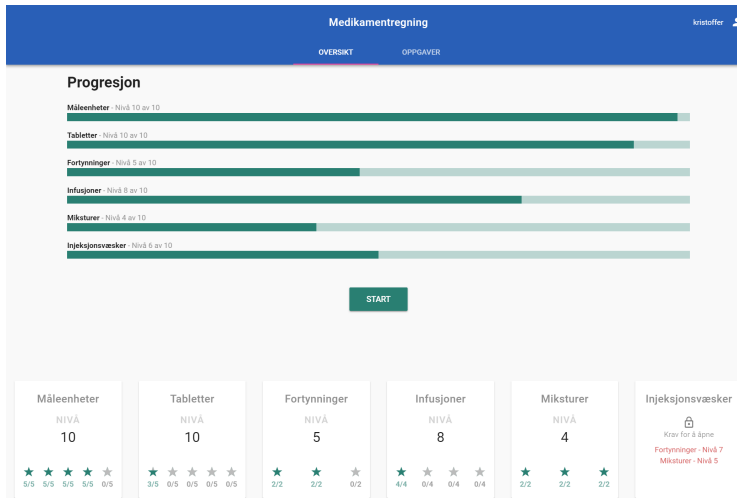 Medikamentregning
kristoffer
OVERSIKT OPPGAVER
Progresjon
Måleenheter - Nivå 10 av 10
Tabletter - Nivå 10 av 10
Fortynninger - Nivå 5 av 10
Infusjoner - Nivå 8 av 10
Miksturer - Nivå 4 av 10
Injeksjonsvæsker - Nivå 6 av 10
START
Måleenheter
NIVÅ
10
5/5 5/5 5/5 5/5 0/5
Tabletter
NIVÅ
10
3/5 0/5 0/5 0/5 0/5
Fortynninger
NIVÅ
5
2/2 2/2 0/2
Infusjoner
NIVÅ
8
4/4 0/4 0/4 0/4
Miksturer
NIVÅ
4
2/2 2/2 2/2
Injeksjonsvæsker
Krav for å åpne
Fortynninger - Nivå 7
Miksturer - Nivå 5